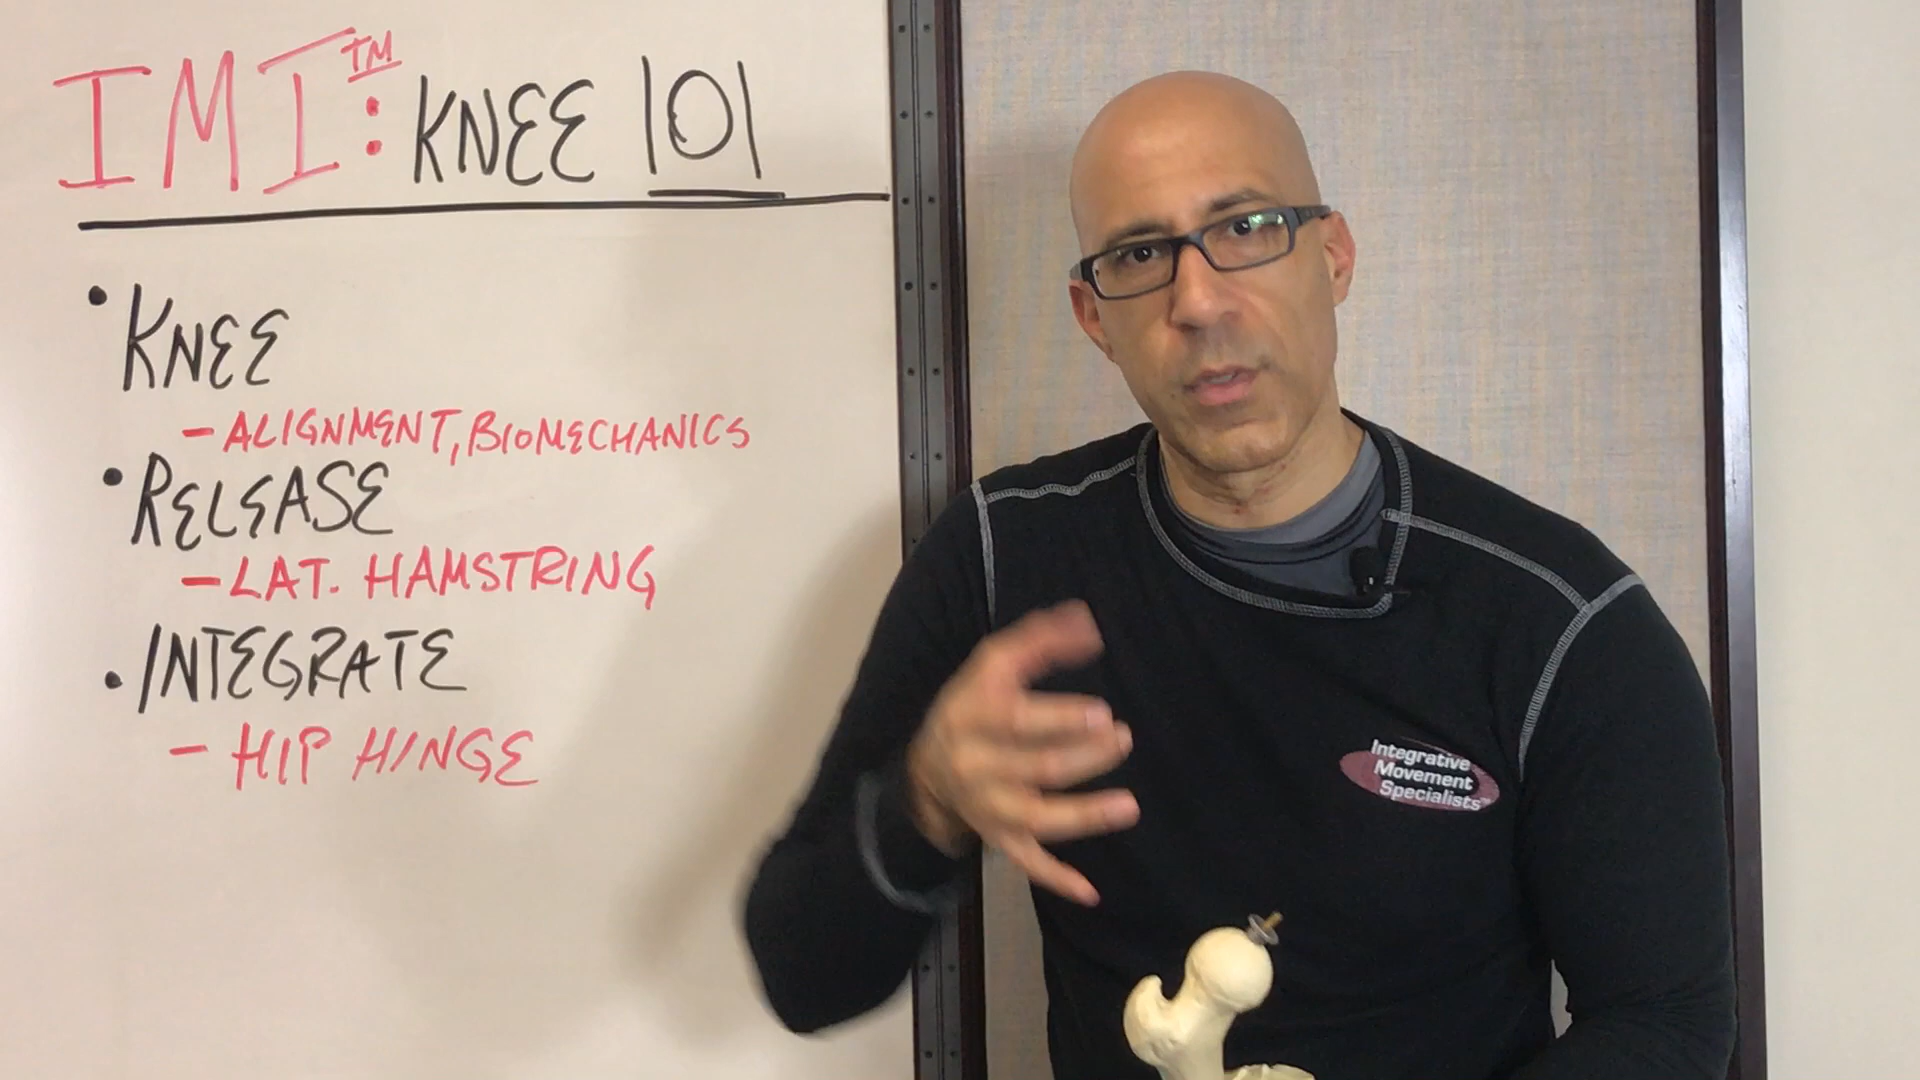 IMI™: KNEE 101
• KNEE
- ALIGNMENT, BIOMECHANICS
• RELEASE
- LAT. HAMSTRING
• INTEGRATE
- HIP HINGE
Integrative
Movement
Specialists™